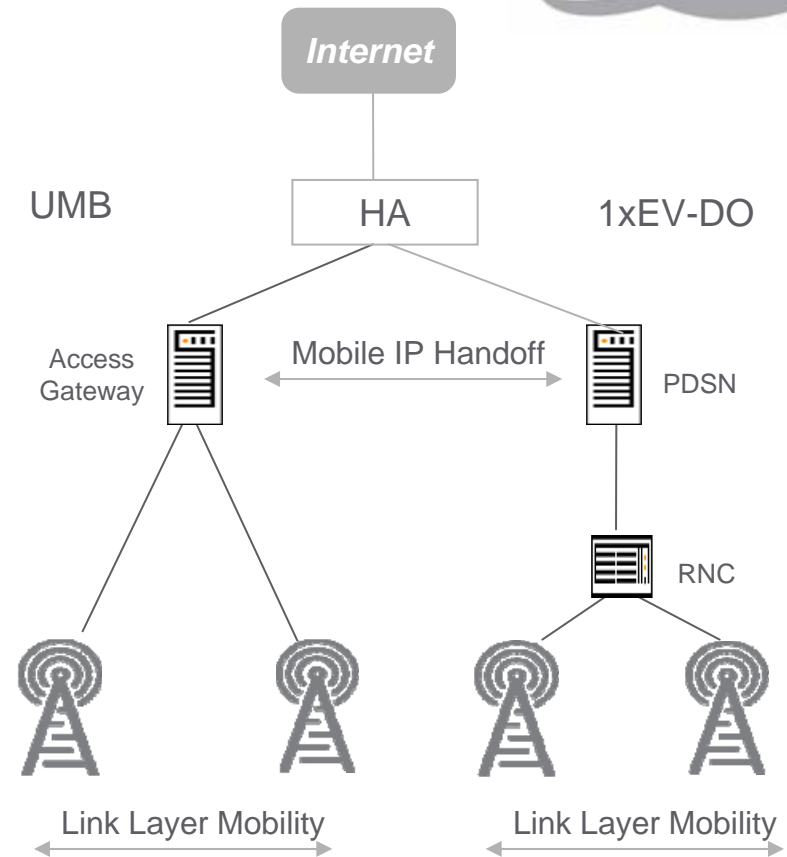 Internet
UMB
HA
1xEV-DO
Access
Gateway
Mobile IP Handoff
PDSN
RNC
Link Layer Mobility
Link Layer Mobility